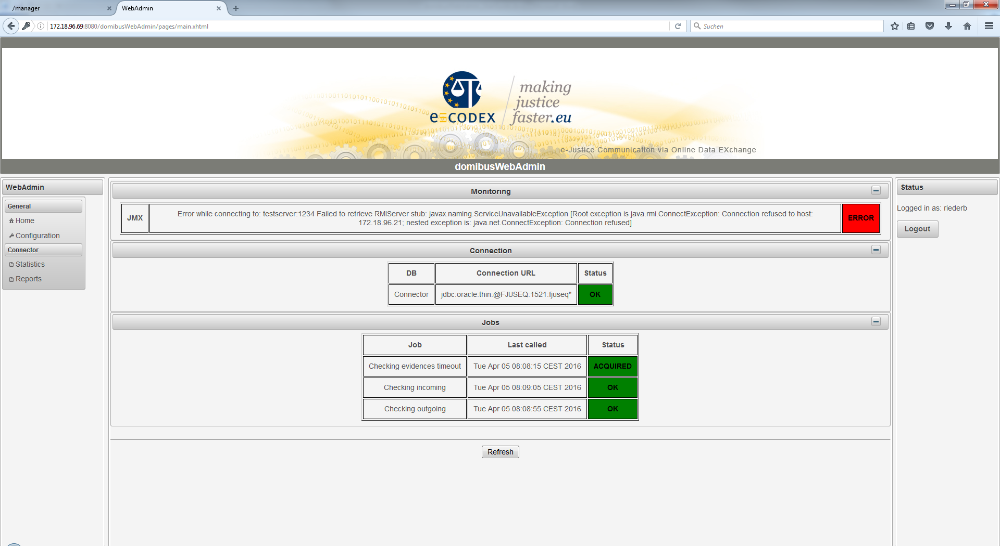 /manager
WebAdmin
172.18.96.69:8080/domibusWebAdmin/pages/main.xhtml
Suchen
e-CODEX
making
justice
faster.eu
e-Justice Communication via Online Data EXchange
domibusWebAdmin
WebAdmin
General
Home
Configuration
Connector
Statistics
Reports
Monitoring
JMX
Error while connecting to: testserver:1234 Failed to retrieve RMIServer stub: javax.naming.ServiceUnavailableException [Root exception is java.rmi.ConnectException: Connection refused to host:
172.18.96.21; nested exception is: java.net.ConnectException: Connection refused]
ERROR
Connection
DB Connection URL Status
Connector jdbc:oracle:thin:@FJUSEQ:1521:fjuseq" OK
Jobs
Job Last called Status
Checking evidences timeout Tue Apr 05 08:08:15 CEST 2016 ACQUIRED
Checking incoming Tue Apr 05 08:09:05 CEST 2016 OK
Checking outgoing Tue Apr 05 08:08:55 CEST 2016 OK
Refresh
Status
Logged in as: riederb
Logout